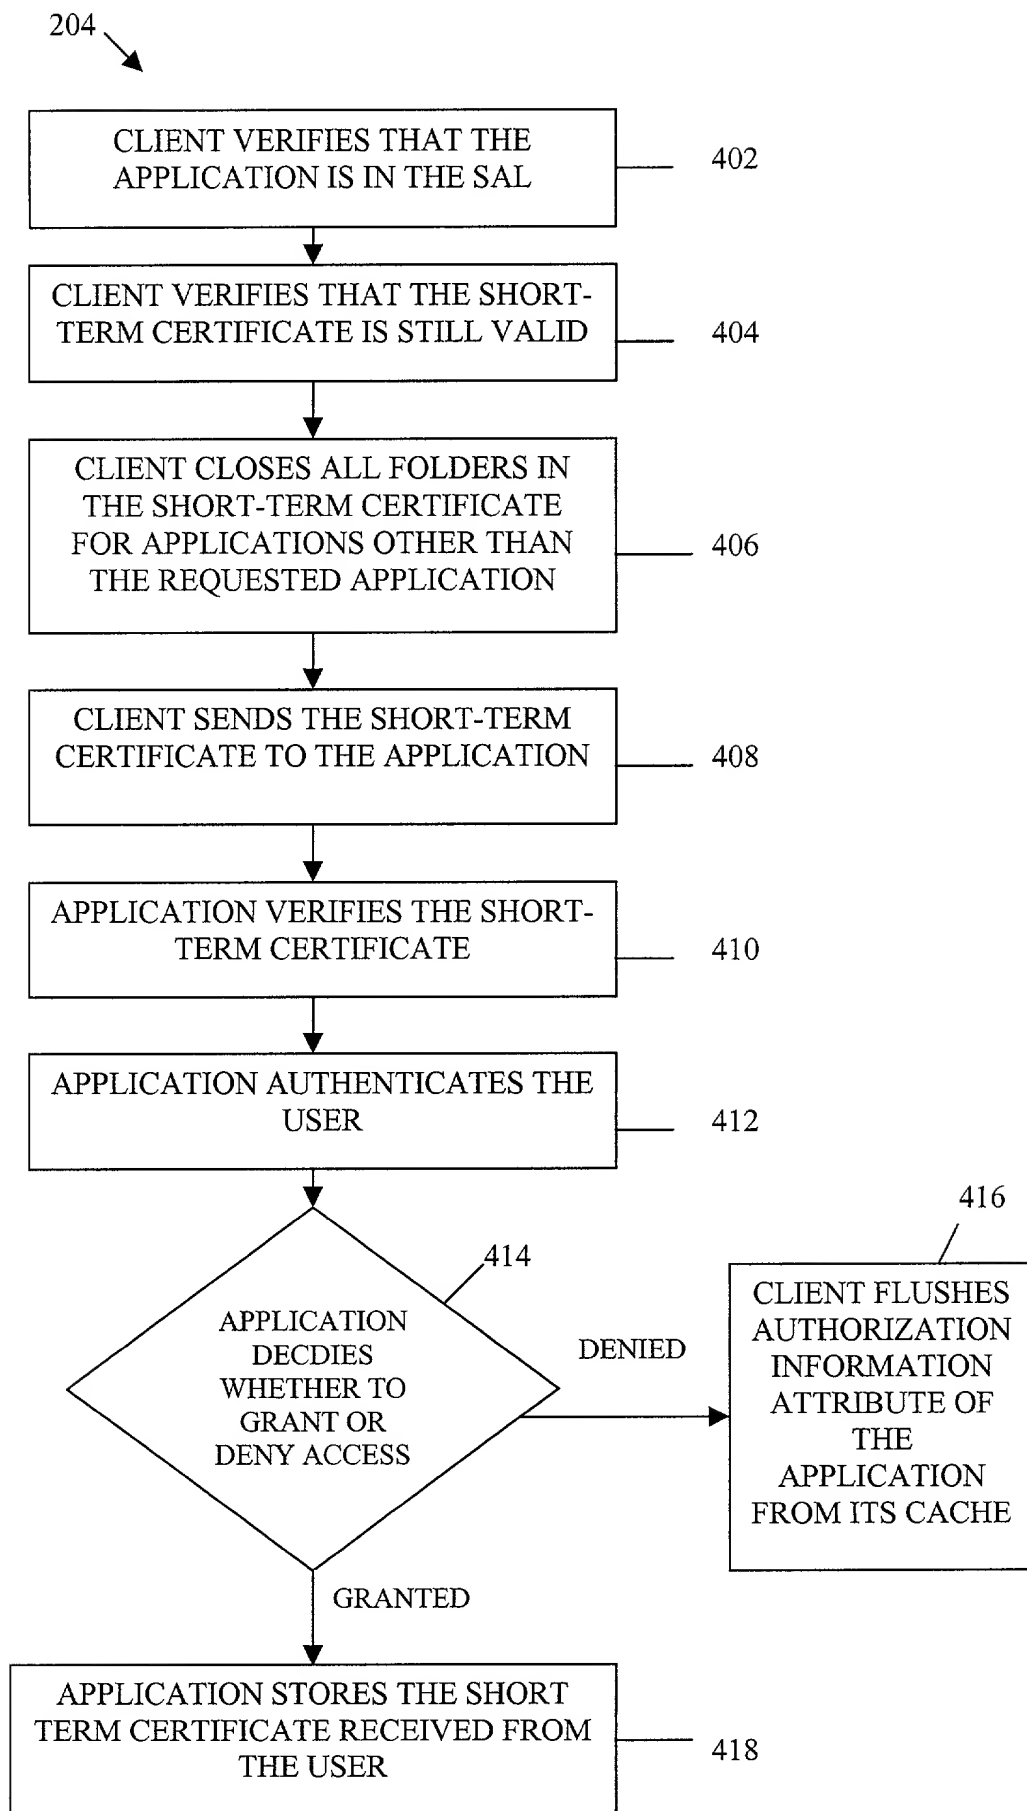 204
CLIENT VERIFIES THAT THE
APPLICATION IS IN THE SAL
402
CLIENT VERIFIES THAT THE SHORT-
TERM CERTIFICATE IS STILL VALID
404
CLIENT CLOSES ALL FOLDERS IN
THE SHORT-TERM CERTIFICATE
FOR APPLICATIONS OTHER THAN
THE REQUESTED APPLICATION
406
CLIENT SENDS THE SHORT-TERM
CERTIFICATE TO THE APPLICATION
408
APPLICATION VERIFIES THE SHORT-
TERM CERTIFICATE
410
APPLICATION AUTHENTICATES THE
USER
412
414
APPLICATION
DECDIES
WHETHER TO
GRANT OR
DENY ACCESS
DENIED
416
CLIENT FLUSHES
AUTHORIZATION
INFORMATION
ATTRIBUTE OF
THE
APPLICATION
FROM ITS CACHE
GRANTED
APPLICATION STORES THE SHORT
TERM CERTIFICATE RECEIVED FROM
THE USER
418